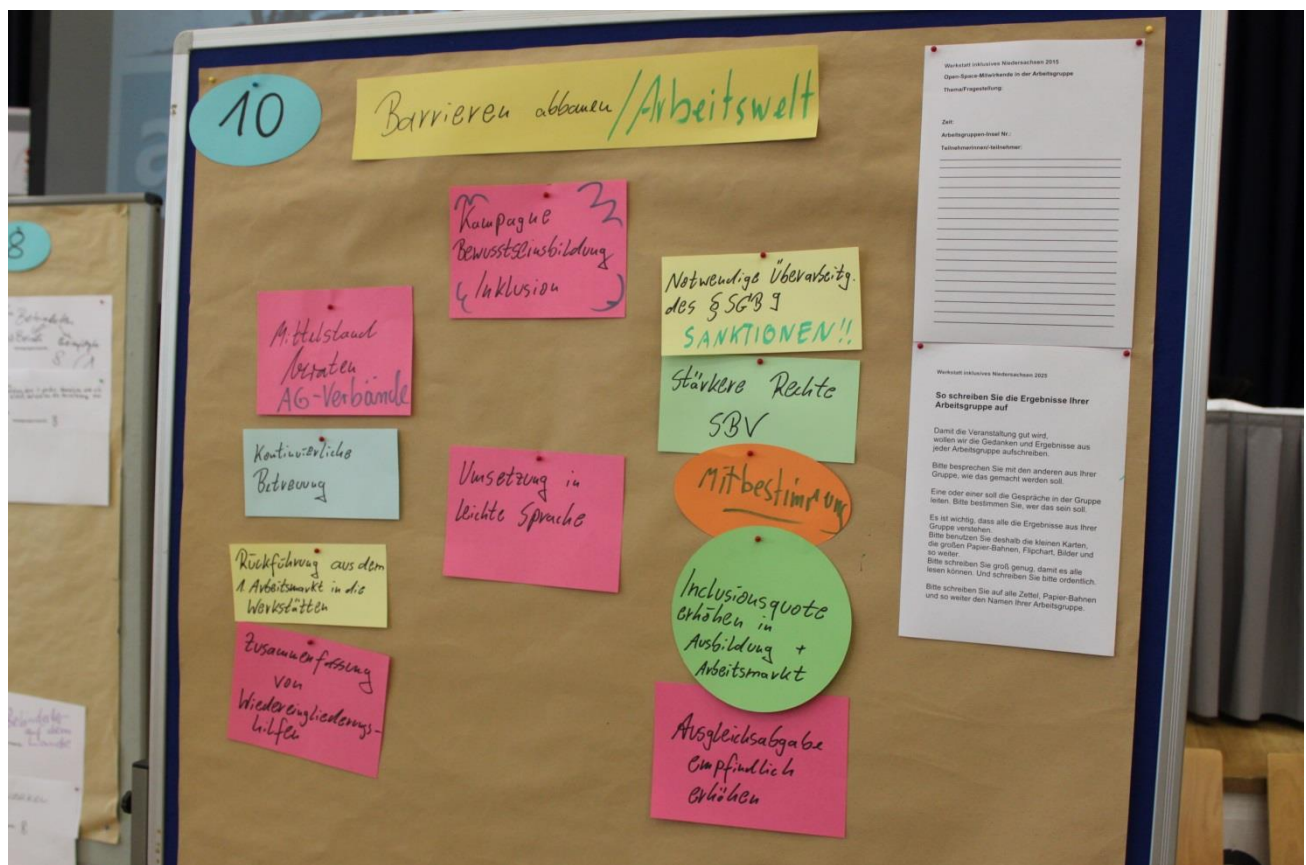 10
Barrieren abbauen / Arbeitswelt
Kampagne
Bewusstseinsbildung
Inklusion
Mittelstand
beraten
AG-Verbände
Kontinuierliche
Betreuung
Rückführung aus dem
1. Arbeitsmarkt in die
Werkstätten
Zusammenfassung
von
Wiedereingliederungs-
hilfen
Umsetzung in
leichte Sprache
Notwendige Überarbeitg.
des § SGB 9
SANKTIONEN!!
Stärkere Rechte
SBV
Mitbestimmung
Inclusionsquote
erhöhen in
Ausbildung +
Arbeitsmarkt
Ausgleichsabgabe
empfindlich
erhöhen
Werkstatt inklusives Niedersachsen 2015
Open-Space-Mitwirkende in der Arbeitsgruppe
Thema/Fragestellung:
Zeit:
Arbeitsgruppen-Insel Nr.:
Teilnehmerinnen/-teilnehmer:
Werkstatt inklusives Niedersachsen 2025
So schreiben Sie die Ergebnisse Ihrer
Arbeitsgruppe auf
Damit die Veranstaltung gut wird,
wollen wir die Gedanken und Ergebnisse aus
jeder Arbeitsgruppe aufschreiben.
Bitte besprechen Sie mit den anderen aus Ihrer
Gruppe, wie das gemacht werden soll.
Eine oder einer soll die Gespräche in der Gruppe
leiten. Bitte bestimmen Sie, wer das sein soll.
Es ist wichtig, dass alle die Ergebnisse aus Ihrer
Gruppe verstehen.
Bitte benutzen Sie deshalb die kleinen Karten,
die großen Papier-Bahnen, Flipchart, Bilder und
so weiter.
Bitte schreiben Sie groß genug, damit es alle
lesen können. Und schreiben Sie bitte ordentlich.
Bitte schreiben Sie auf alle Zettel, Papier-Bahnen
und so weiter den Namen Ihrer Arbeitsgruppe.
8
auf dem
Lande